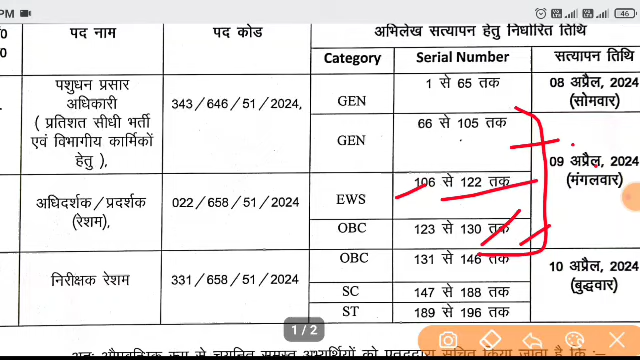 PM
46
पद नाम
पद कोड
अभिलेख सत्यापन हेतु निर्धारित तिथि
Category
Serial Number
सत्यापन तिथि
पशुधन प्रसार
अधिकारी
( प्रतिशत सीधी भर्ती
एवं विभागीय कार्मिकों
हेतु ),
343/646/51/2024,
GEN
1 से 65 तक
08 अप्रैल, 2024
(सोमवार)
GEN
66 से 105 तक
09 अप्रैल, 2024
(मंगलवार)
अधिदर्शक/प्रदर्शक
(रेशम),
022/658/51/2024
EWS
106 से 122 तक
OBC
123 से 130 तक
निरीक्षक रेशम
331/658/51/2024
OBC
131 से 146 तक
10 अप्रैल, 2024
(बुद्धवार)
SC
147 से 188 तक
ST
189 से 196 तक
1 / 2